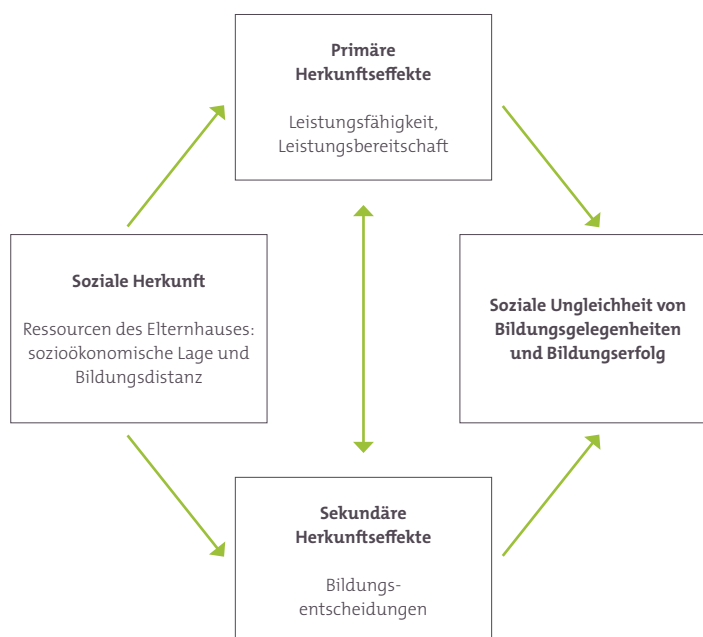 Primäre
Herkunftseffekte
Leistungsfähigkeit,
Leistungsbereitschaft
Soziale Herkunft
Ressourcen des Elternhauses:
sozioökonomische Lage und
Bildungsdistanz
Soziale Ungleichheit von
Bildungsgelegenheiten
und Bildungserfolg
Sekundäre
Herkunftseffekte
Bildungs-
entscheidungen